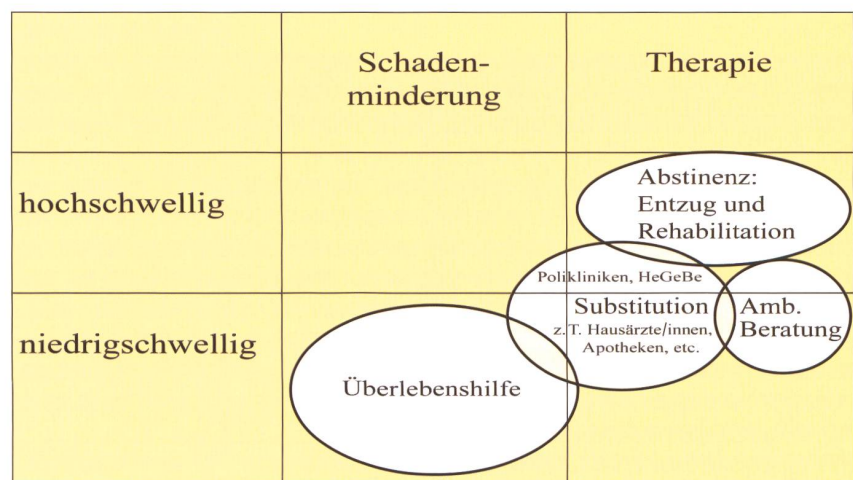 Schaden-
minderung
Therapie
hochschwellig
Abstinenz:
Entzug und
Rehabilitation
Polikliniken, HeGeBe
niedrigschwellig
Substitution
z.T. Hausärzte/innen,
Apotheken, etc.
Amb.
Beratung
Überlebenshilfe